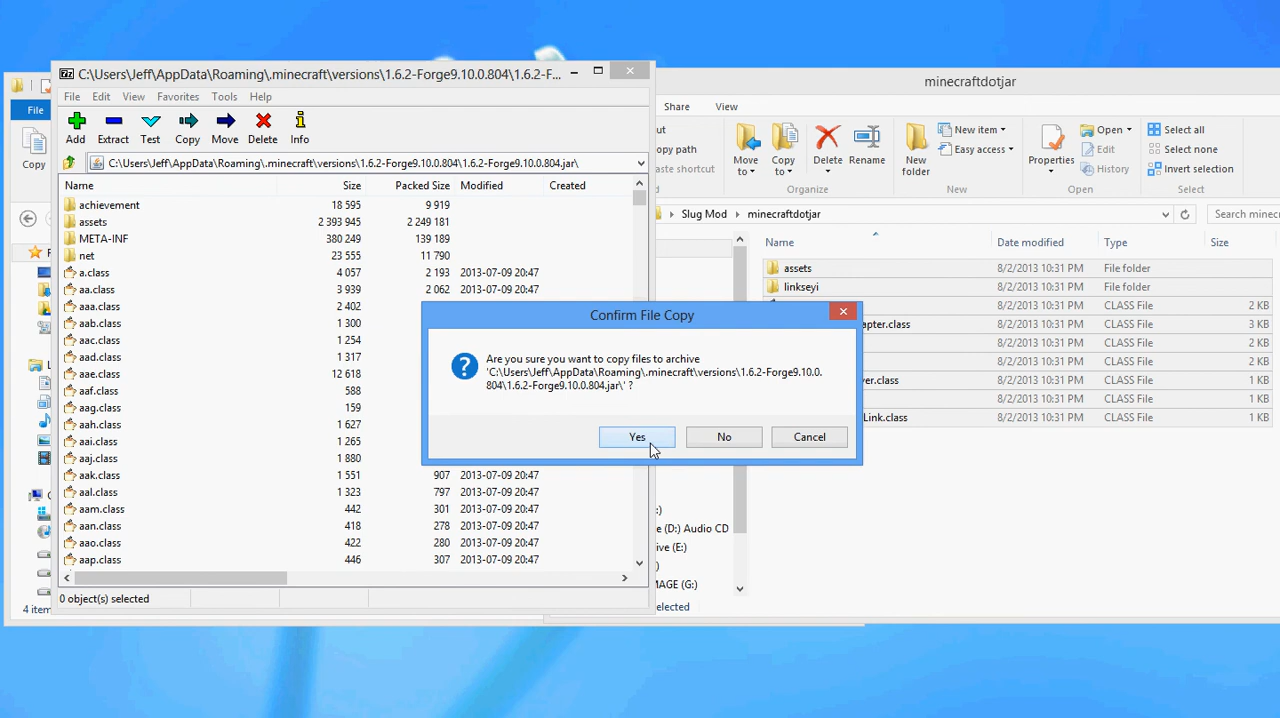 C:\Users\Jeff\AppData\Roaming\.minecraft\versions\1.6.2-Forge9.10.0.804\1.6.2-F...
File Edit View Favorites Tools Help
Add Extract Test Copy Move Delete Info
C:\Users\Jeff\AppData\Roaming\.minecraft\versions\1.6.2-Forge9.10.0.804\1.6.2-Forge9.10.0.804.jar\
Name Size Packed Size Modified Created
achievement 18 595 9 919
assets 2 393 945 2 249 181
META-INF 380 249 139 189
net 23 555 11 790
a.class 4 057 2 193 2013-07-09 20:47
aa.class 3 939 2 062 2013-07-09 20:47
aaa.class 2 402
aab.class 1 300
aac.class 1 254
aad.class 1 317
aae.class 12 618
aaf.class 588
aag.class 159
aah.class 1 627
aai.class 1 265
aaj.class 1 880
aak.class 1 551 907 2013-07-09 20:47
aal.class 1 323 797 2013-07-09 20:47
aam.class 442 301 2013-07-09 20:47
aan.class 418 278 2013-07-09 20:47
aao.class 422 280 2013-07-09 20:47
aap.class 446 307 2013-07-09 20:47
0 object(s) selected
File
Copy
4 item
Confirm File Copy
Are you sure you want to copy files to archive
'C:\Users\Jeff\AppData\Roaming\.minecraft\versions\1.6.2-Forge9.10.0.
804\1.6.2-Forge9.10.0.804.jar\' ?
Yes No Cancel
minecraftdotjar
Share View
ut
opy path
aste shortcut
Move to
Copy to
Delete
Rename
Organize
New folder
New item
Easy access
New
Properties
Open
Edit
History
Open
Select all
Select none
Invert selection
Select
Slug Mod minecraftdotjar
Search minec
Name Date modified Type Size
assets 8/2/2013 10:31 PM File folder
linkseyi 8/2/2013 10:31 PM File folder
8/2/2013 10:31 PM CLASS File 2 KB
apter.class 8/2/2013 10:31 PM CLASS File 3 KB
8/2/2013 10:31 PM CLASS File 2 KB
8/2/2013 10:31 PM CLASS File 2 KB
ver.class 8/2/2013 10:31 PM CLASS File 1 KB
8/2/2013 10:31 PM CLASS File 1 KB
Link.class 8/2/2013 10:31 PM CLASS File 1 KB
:)
e (D:) Audio CD
ive (E:)
)
MAGE (G:)
elected